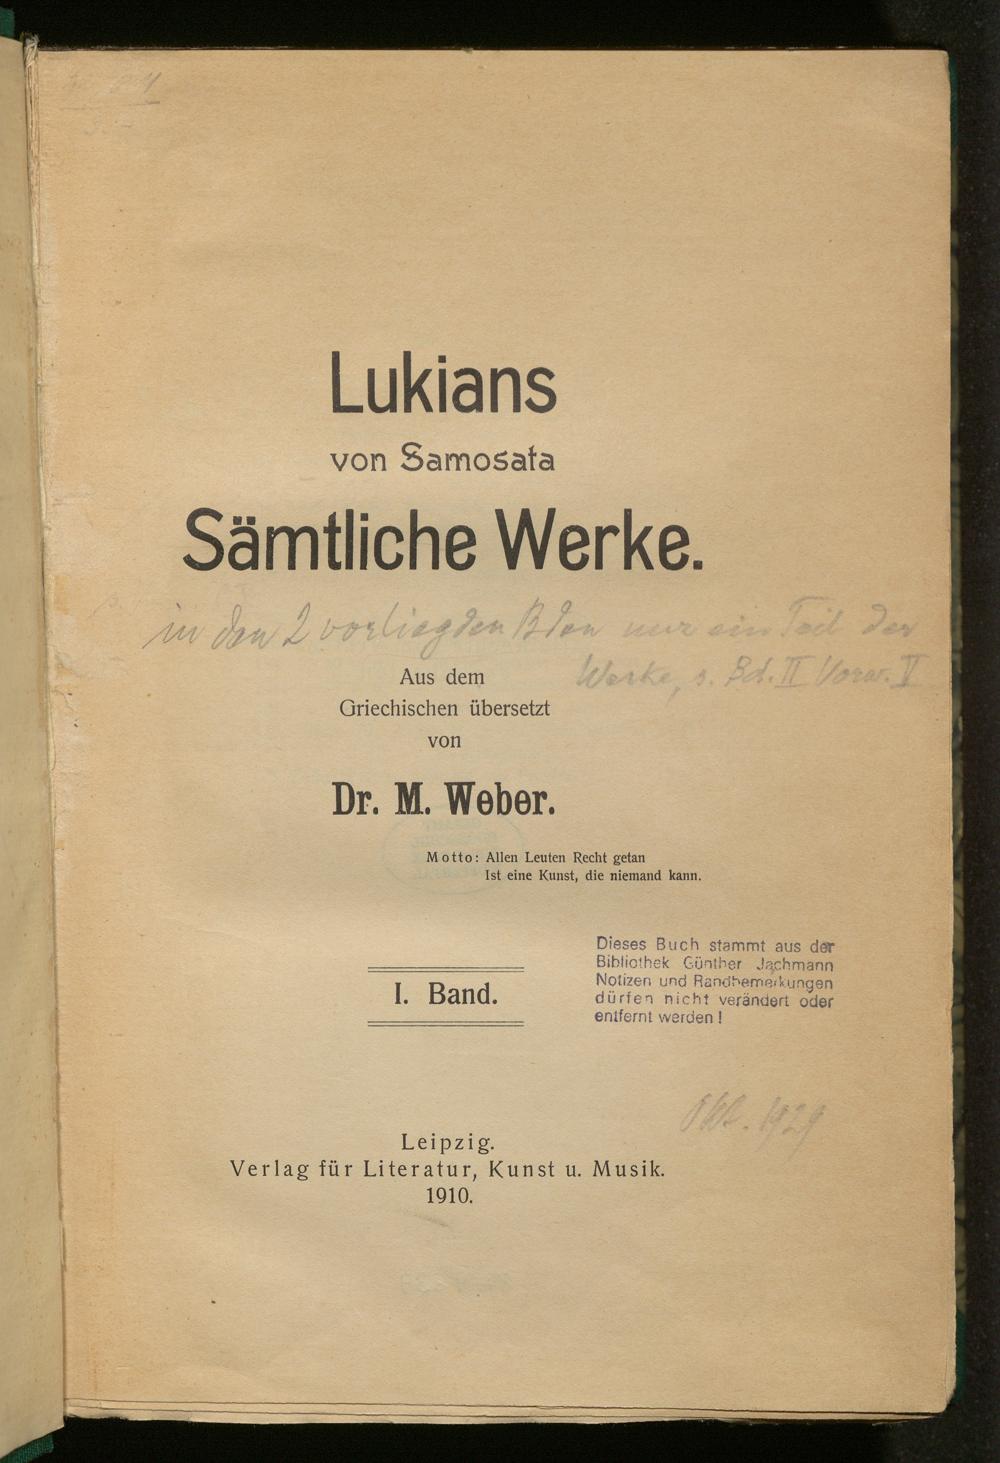 Lukians
von Samosata
Sämtliche Werke.
in den 2 vorliegden Bden nur ein Teil der
Werke, s. Bd. II Vorw. V
Aus dem
Griechischen übersetzt
von
Dr. M. Weber.
Motto: Allen Leuten Recht getan
Ist eine Kunst, die niemand kann.
I. Band.
Dieses Buch stammt aus der
Bibliothek Günther Jachmann
Notizen und Randbemerkungen
dürfen nicht verändert oder
entfernt werden!
Okt. 1929
Leipzig.
Verlag für Literatur, Kunst u. Musik.
1910.